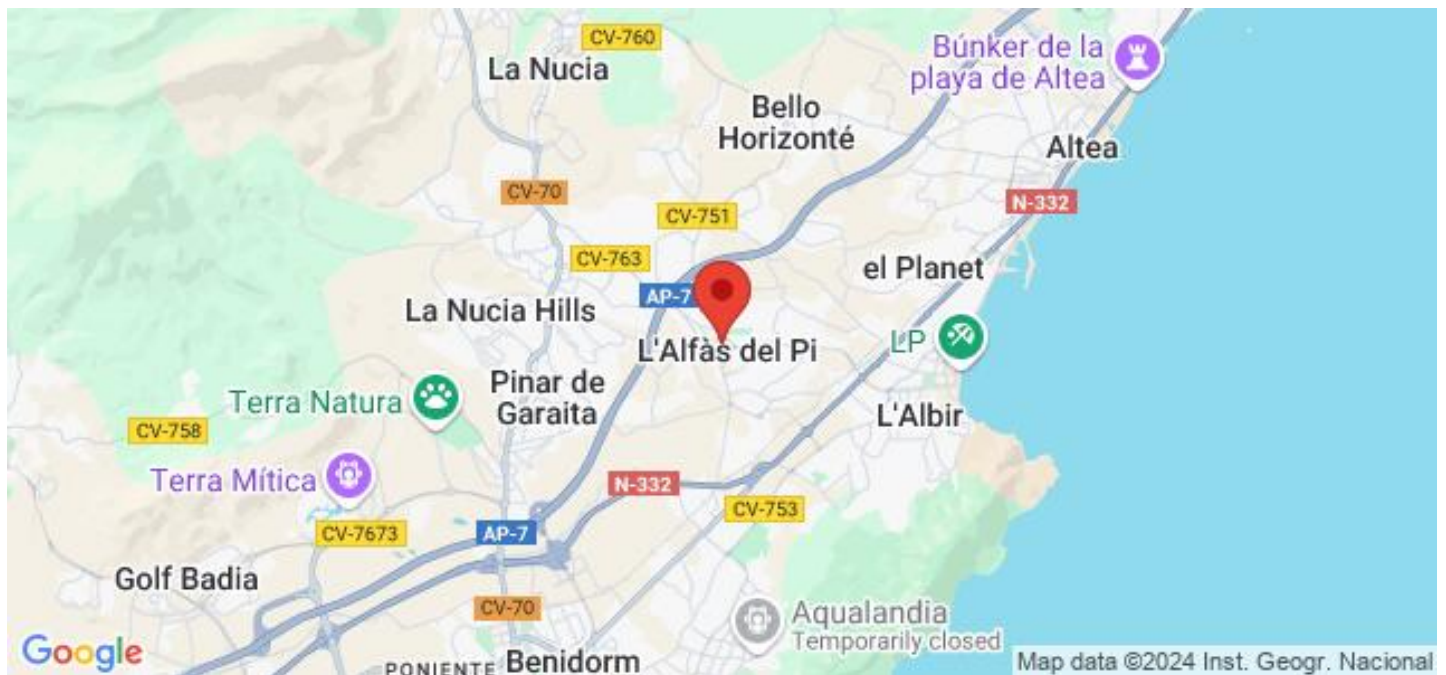 CV-760
La Nucia
Búnker de la
playa de Altea
Bello
Horizonté
Altea
CV-70
N-332
CV-751
CV-763
el Planet
AP-7
La Nucia Hills
L'Alfàs del Pi
LP
Pinar de
Garaita
Terra Natura
L'Albir
CV-758
Terra Mítica
N-332
CV-753
CV-7673
AP-7
Golf Badia
CV-70
Aqualandia
Temporarily closed
Google
PONIENTE
Benidorm
Map data ©2024 Inst. Geogr. Nacional